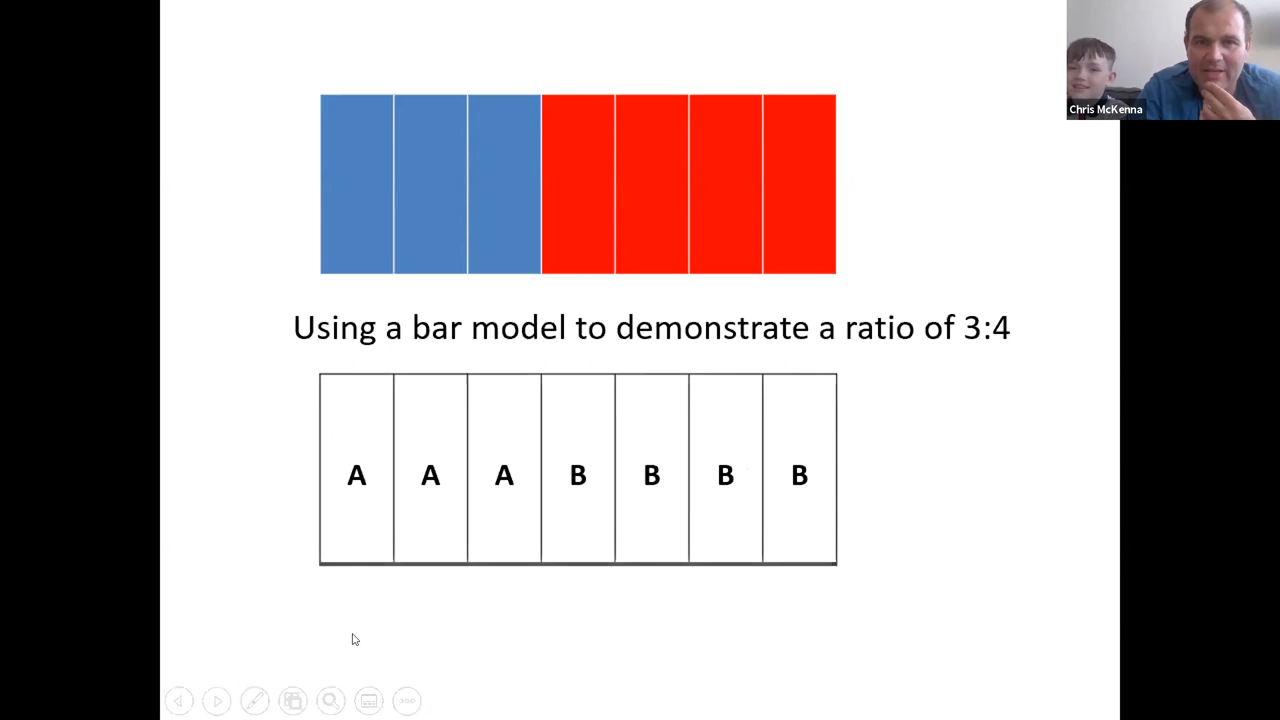 Chris McKenna
Using a bar model to demonstrate a ratio of 3:4
A A A B B B B